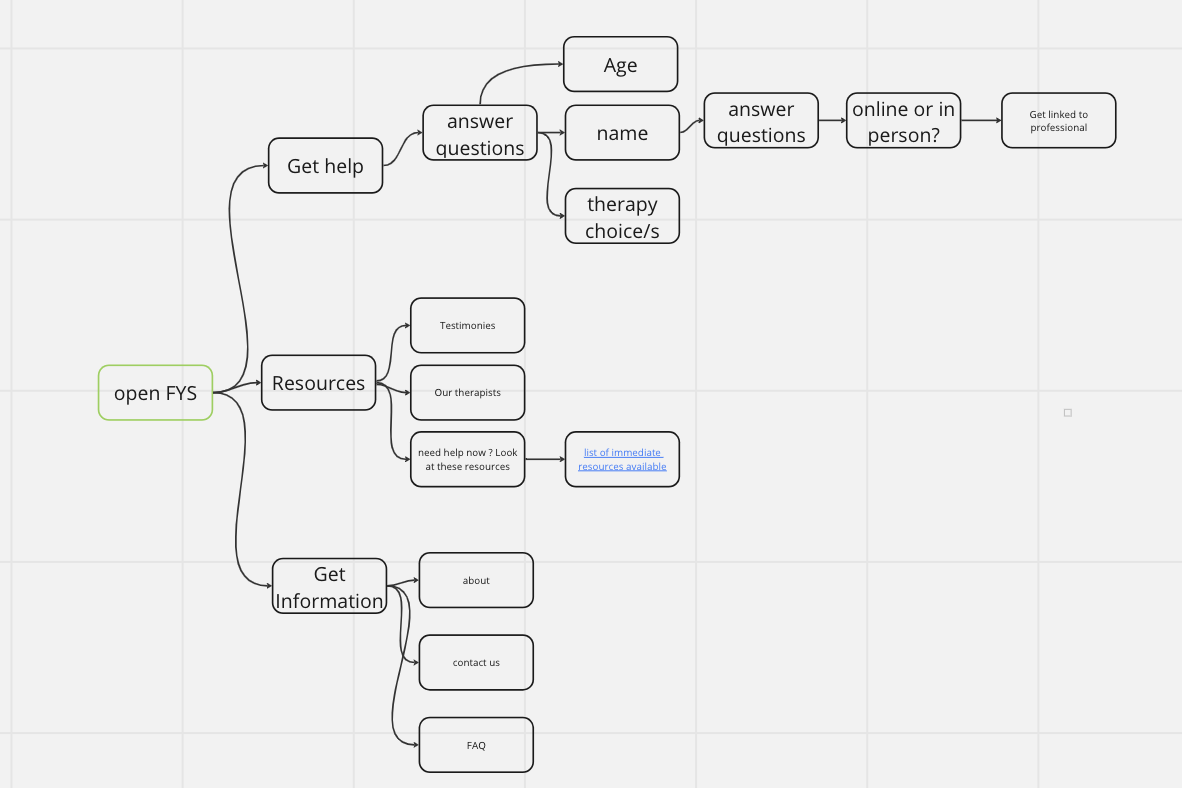 Age
answer
questions
name
answer
questions
online or in
person?
Get linked to
professional
Get help
therapy
choice/s
Testimonies
open FYS
Resources
Our therapists
need help now ? Look
at these resources
list of immediate
resources available
Get
Information
about
contact us
FAQ